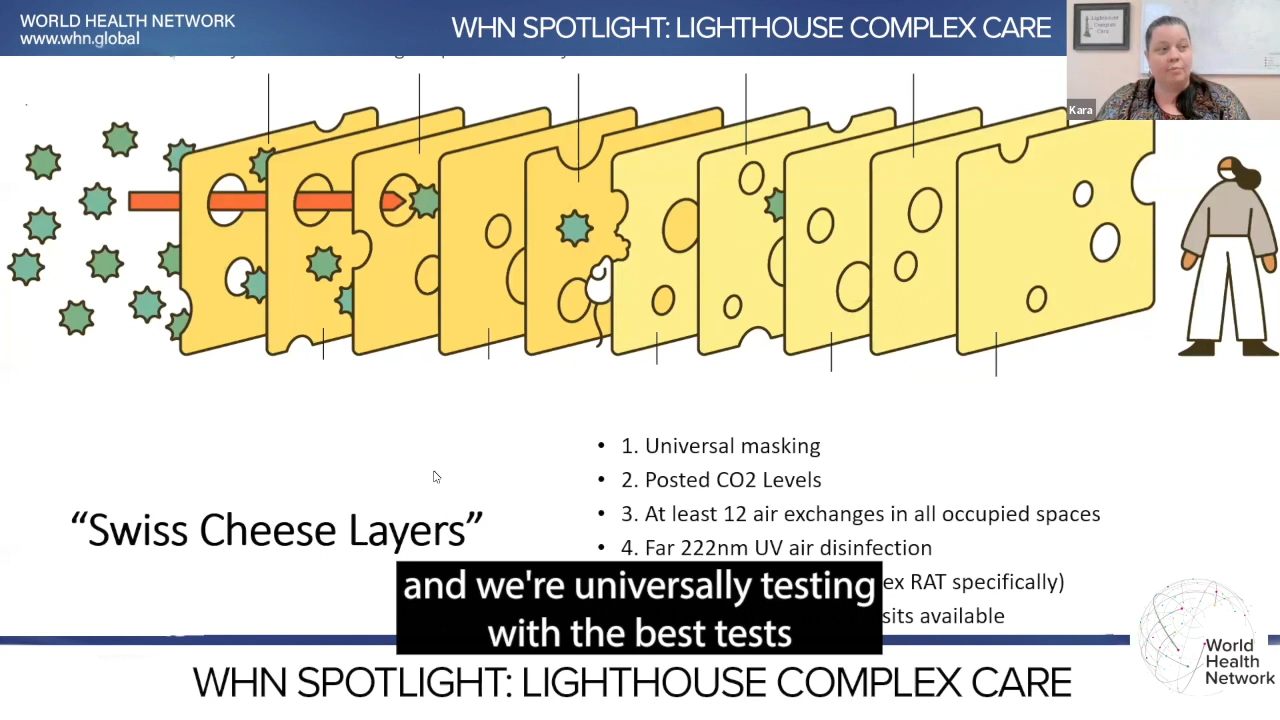 WORLD HEALTH NETWORK
www.whn.global
WHN SPOTLIGHT: LIGHTHOUSE COMPLEX CARE
Lighthouse
Complex
Care
Kara
• 1. Universal masking
• 2. Posted CO2 Levels
• 3. At least 12 air exchanges in all occupied spaces
• 4. Far 222nm UV air disinfection
ex RAT specifically)
sits available
“Swiss Cheese Layers”
and we're universally testing
with the best tests
World
Health
Network
WHN SPOTLIGHT: LIGHTHOUSE COMPLEX CARE